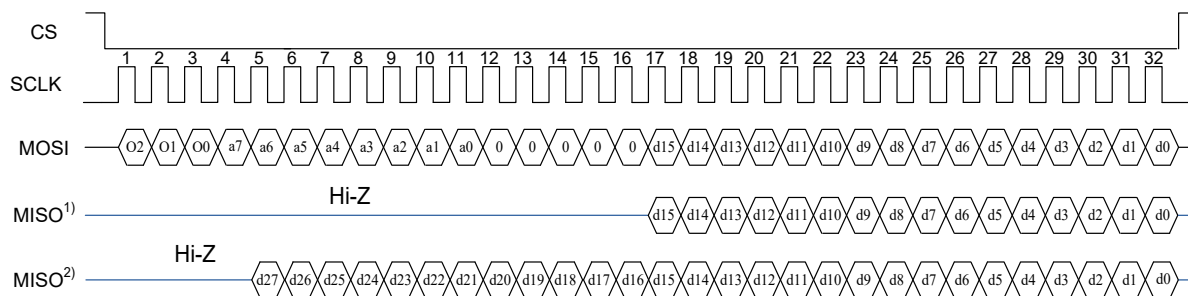 CS
1 2 3 4 5 6 7 8 9 10 11 12 13 14 15 16 17 18 19 20 21 22 23 24 25 26 27 28 29 30 31 32
SCLK
MOSI O2 O1 O0 a7 a6 a5 a4 a3 a2 a1 a0 0 0 0 0 0 d15 d14 d13 d12 d11 d10 d9 d8 d7 d6 d5 d4 d3 d2 d1 d0
Hi-Z
MISO1) d15 d14 d13 d12 d11 d10 d9 d8 d7 d6 d5 d4 d3 d2 d1 d0
Hi-Z
MISO2) d27 d26 d25 d24 d23 d22 d21 d20 d19 d18 d17 d16 d15 d14 d13 d12 d11 d10 d9 d8 d7 d6 d5 d4 d3 d2 d1 d0